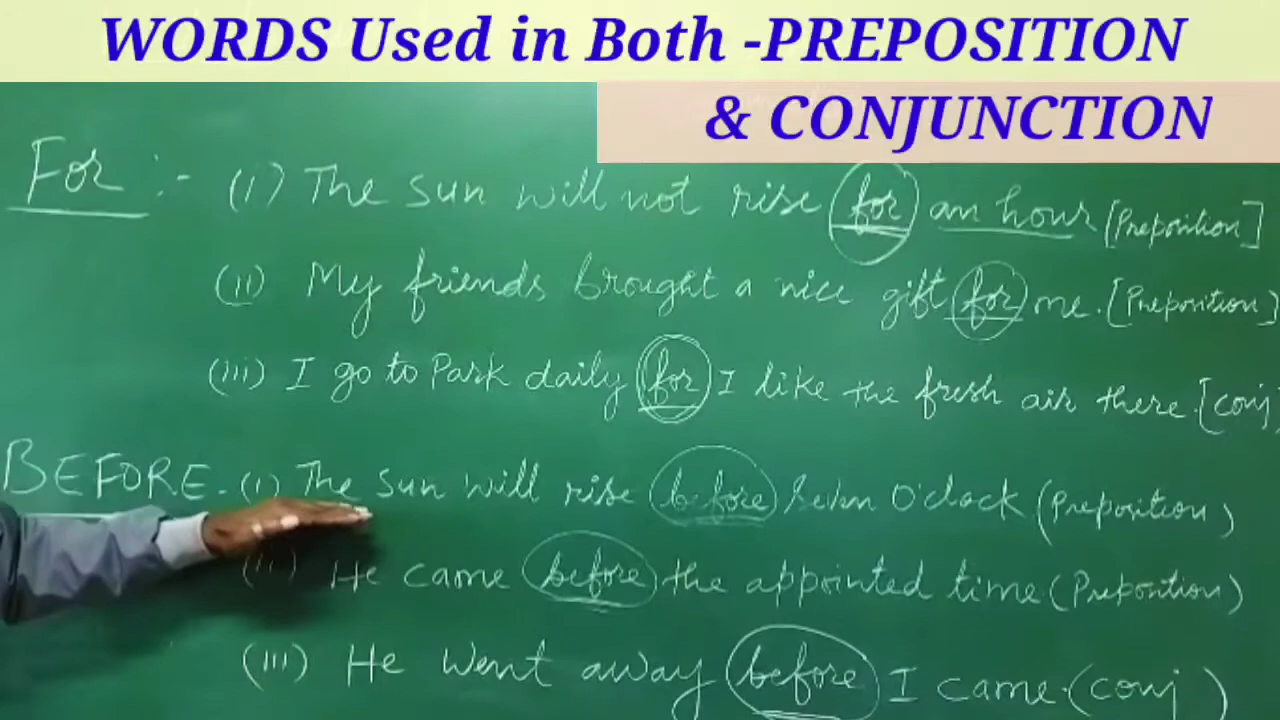 WORDS Used in Both -PREPOSITION
& CONJUNCTION
For :- (i) The sun will not rise for an hour [Preposition]
(ii) My friends brought a nice gift for me. [Preposition]
(iii) I go to Park daily for I like the fresh air there. [conj]
BEFORE - (i) The sun will rise before Seven O'clock (Preposition)
(ii) He came before the appointed time (Preposition)
(iii) He went away before I came. (conj)